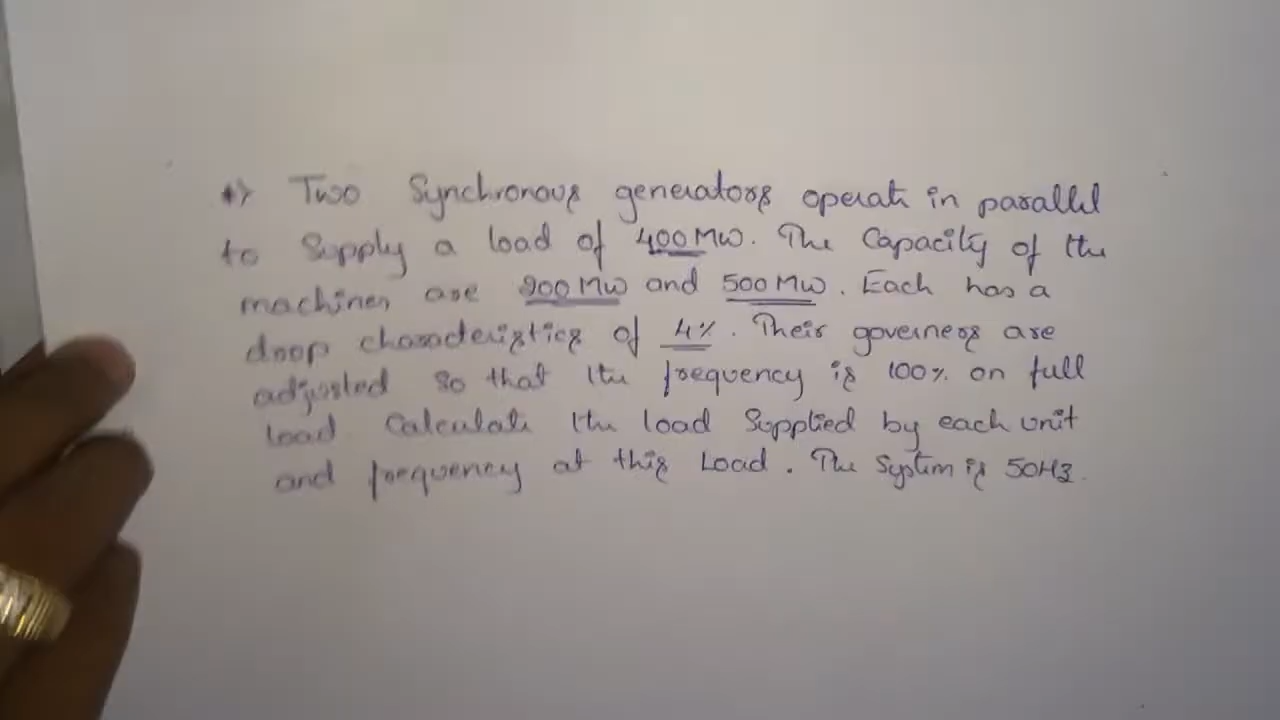 *) Two Synchronous generators operate in parallel
to Supply a load of 400 MW. The Capacity of the
machines are 200 MW and 500 MW. Each has a
droop characteristics of 4%. Their governers are
adjusted so that the frequency is 100% on full
load. Calculate the load Supplied by each unit
and frequency at this Load. The System is 50Hz.